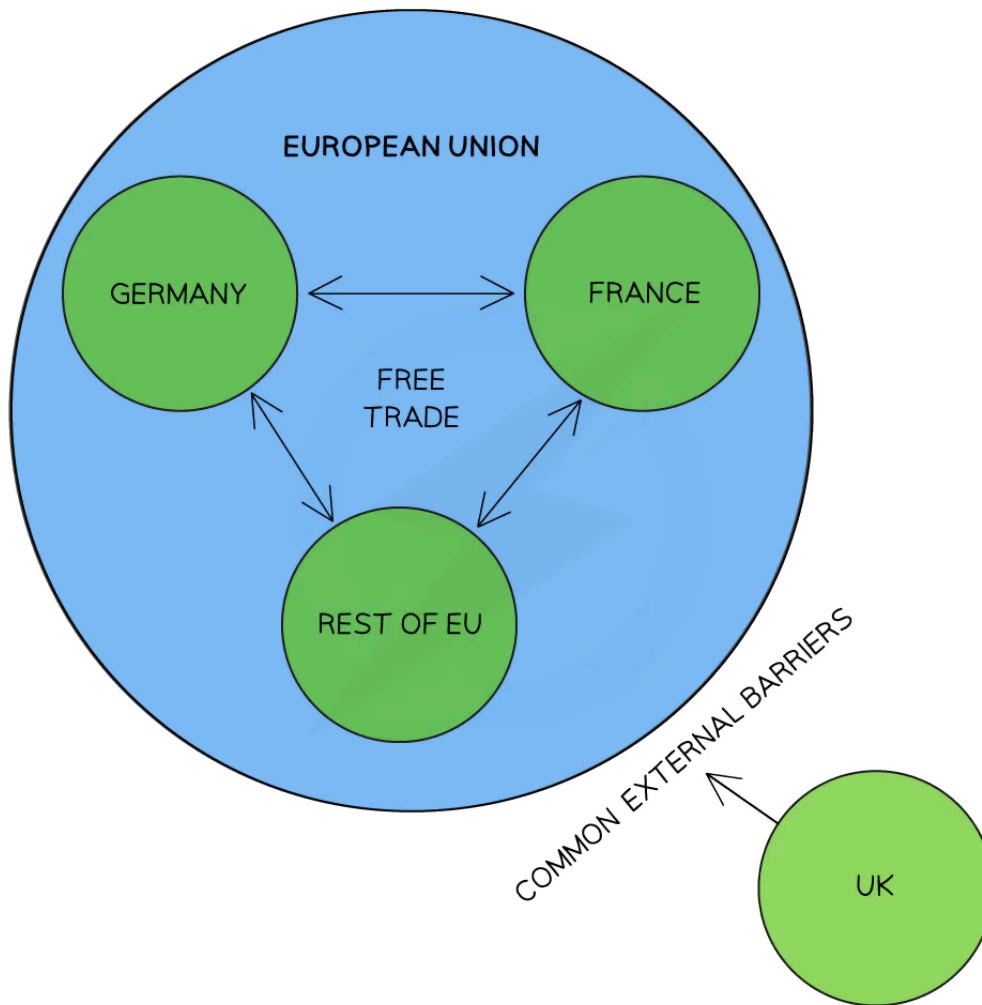 EUROPEAN UNION
GERMANY
FRANCE
FREE
TRADE
REST OF EU
COMMON EXTERNAL BARRIERS
UK